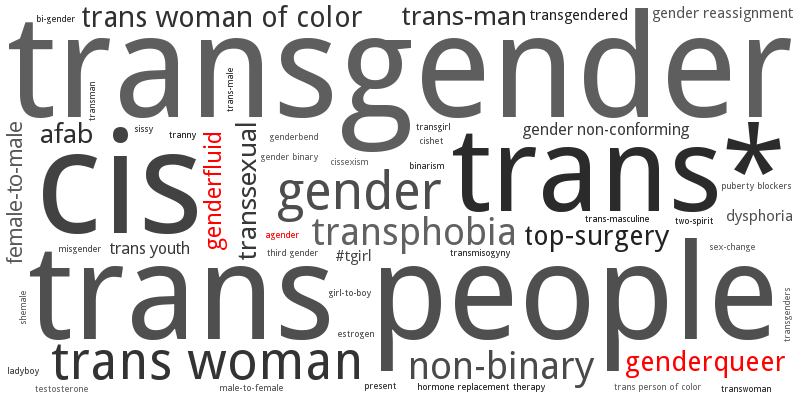 bi-gender
trans woman of color
trans-man
transgendered
gender reassignment
transgender
transman
trans-male
female-to-male
afab
sissy
tranny
genderfluid
transsexual
genderbend
transgirl
cishet
gender non-conforming
cis
gender binary
cissexism
binarism
trans*
puberty blockers
gender
trans-masculine
two-spirit
dysphoria
agender
transphobia
top-surgery
misgender
trans youth
third gender
#tgirl
transmisogyny
sex-change
trans people
shemale
girl-to-boy
transgenders
estrogen
trans woman
non-binary
genderqueer
ladyboy
testosterone
male-to-female
present
hormone replacement therapy
trans person of color
transwoman